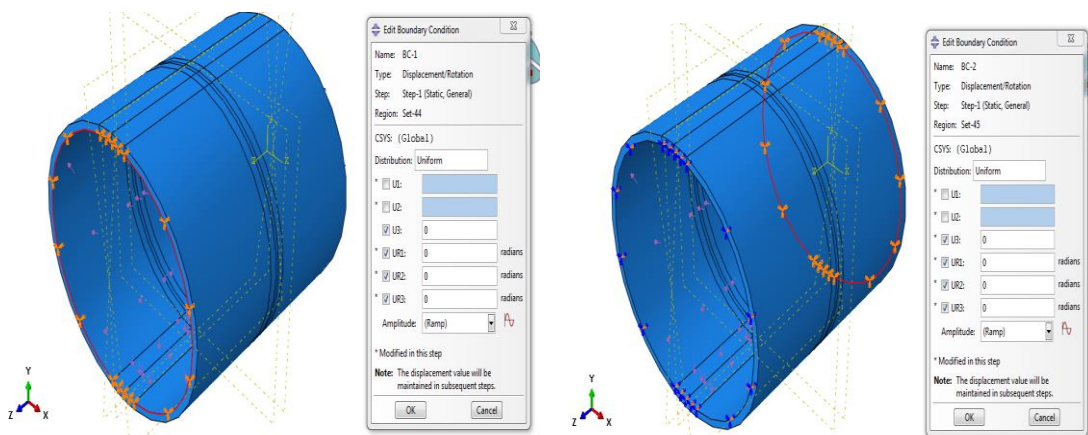 Edit Boundary Condition
Name: BC-1
Type: Displacement/Rotation
Step: Step-1 (Static, General)
Region: Set-44
CSYS: (Global)
Distribution: Uniform
* U1:
* U2:
* U3: 0
* UR1: 0 radians
* UR2: 0 radians
* UR3: 0 radians
Amplitude: (Ramp)
* Modified in this step
Note: The displacement value will be
maintained in subsequent steps.
OK Cancel
Y
Z X
Z
Edit Boundary Condition
Name: BC-2
Type: Displacement/Rotation
Step: Step-1 (Static, General)
Region: Set-45
CSYS: (Global)
Distribution: Uniform
* U1:
* U2:
* U3: 0
* UR1: 0 radians
* UR2: 0 radians
* UR3: 0 radians
Amplitude: (Ramp)
* Modified in this step
Note: The displacement value will be
maintained in subsequent steps.
OK Cancel
Y
Z X